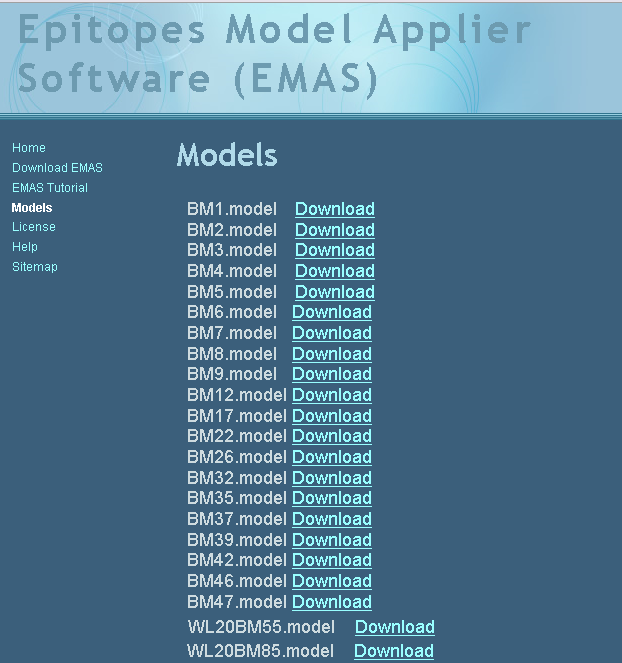 Epitopes Model Applier
Software (EMAS)
Home
Download EMAS
EMAS Tutorial
Models
License
Help
Sitemap
Models
BM1.model Download
BM2.model Download
BM3.model Download
BM4.model Download
BM5.model Download
BM6.model Download
BM7.model Download
BM8.model Download
BM9.model Download
BM12.model Download
BM17.model Download
BM22.model Download
BM26.model Download
BM32.model Download
BM35.model Download
BM37.model Download
BM39.model Download
BM42.model Download
BM46.model Download
BM47.model Download
WL20BM55.model Download
WL20BM85.model Download